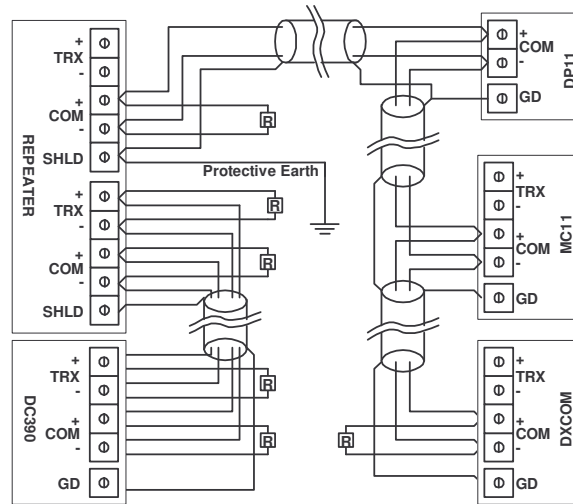 REPEATER
+
TRX
-
+
COM
-
SHLD
+
TRX
-
+
COM
-
SHLD
R
Protective Earth
R
R
DC390
+
TRX
-
+
COM
-
GD
R
R
DP11
+
COM
-
GD
MC11
+
TRX
-
+
COM
-
GD
DXCOM
+
TRX
-
+
COM
-
GD
R